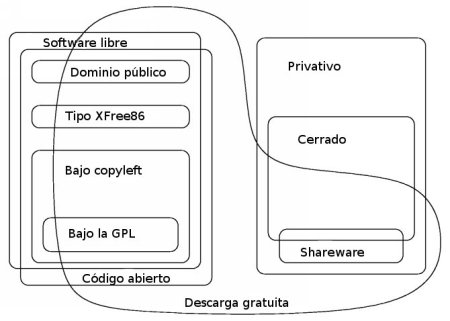 Software libre
Dominio público
Tipo XFree86
Bajo copyleft
Bajo la GPL
Código abierto
Privativo
Cerrado
Shareware
Descarga gratuita